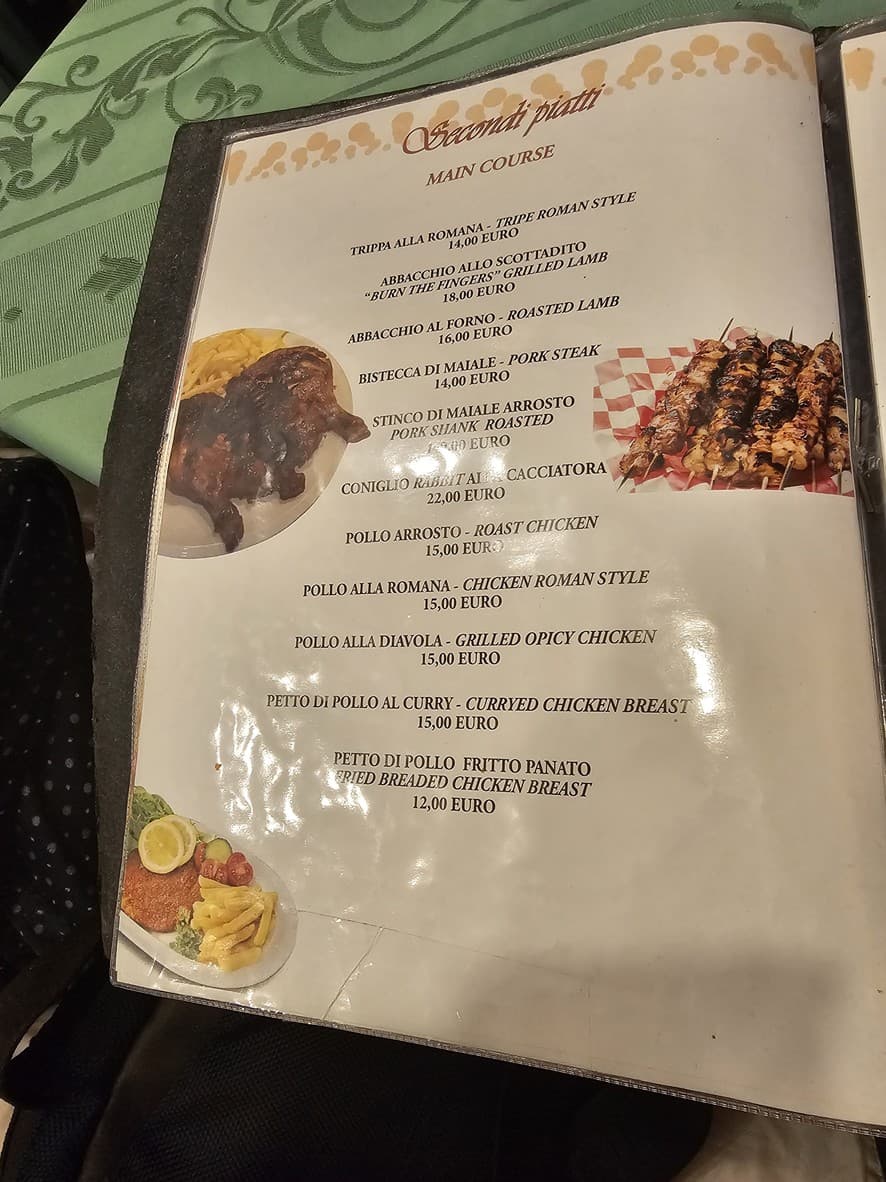 Secondi piatti
MAIN COURSE
TRIPPA ALLA ROMANA - TRIPE ROMAN STYLE
14,00 EURO
ABBACCHIO ALLO SCOTTADITO
“BURN THE FINGERS” GRILLED LAMB
18,00 EURO
ABBACCHIO AL FORNO - ROASTED LAMB
16,00 EURO
BISTECCA DI MAIALE - PORK STEAK
14,00 EURO
STINCO DI MAIALE ARROSTO
PORK SHANK ROASTED
EURO
CONIGLIO RABBIT CACCIATORA
22,00 EURO
POLLO ARROSTO - ROAST CHICKEN
15,00 EURO
POLLO ALLA ROMANA - CHICKEN ROMAN STYLE
15,00 EURO
POLLO ALLA DIAVOLA - GRILLED OPICY CHICKEN
15,00 EURO
PETTO DI POLLO AL CURRY - CURRYED CHICKEN BREAST
15,00 EURO
PETTO DI POLLO FRITTO PANATO
FRIED BREADED CHICKEN BREAST
12,00 EURO